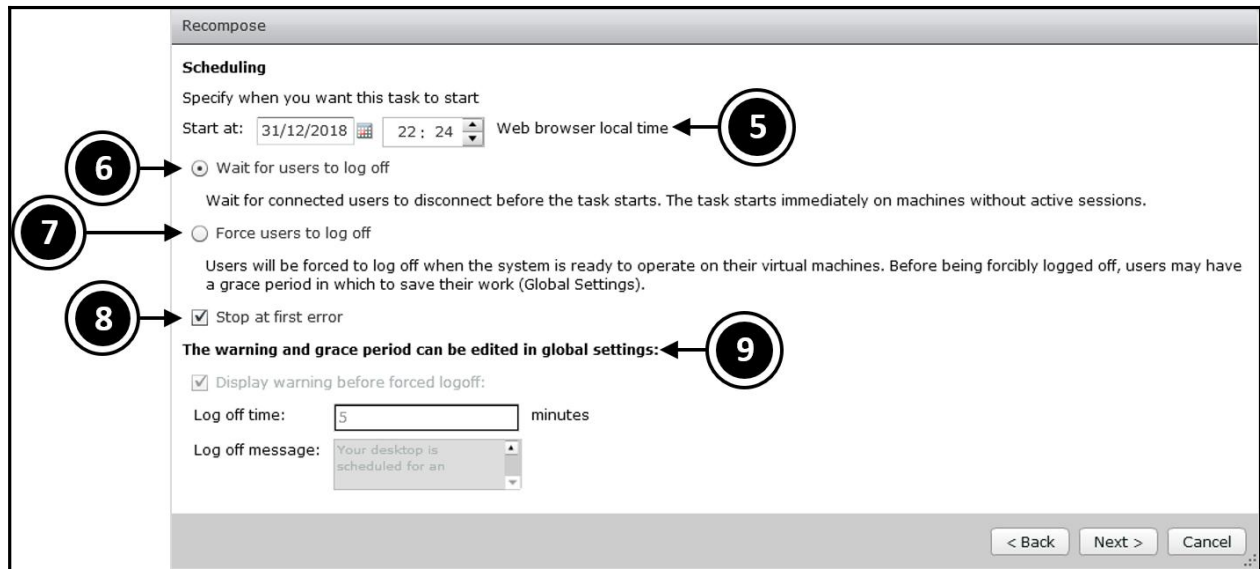 Recompose
Scheduling
Specify when you want this task to start
Start at: 31/12/2018 22 : 24 Web browser local time 5
6 Wait for users to log off
Wait for connected users to disconnect before the task starts. The task starts immediately on machines without active sessions.
7 Force users to log off
Users will be forced to log off when the system is ready to operate on their virtual machines. Before being forcibly logged off, users may have
a grace period in which to save their work (Global Settings).
8 Stop at first error
The warning and grace period can be edited in global settings: 9
Display warning before forced logoff:
Log off time: 5 minutes
Log off message: Your desktop is
scheduled for an
< Back Next > Cancel